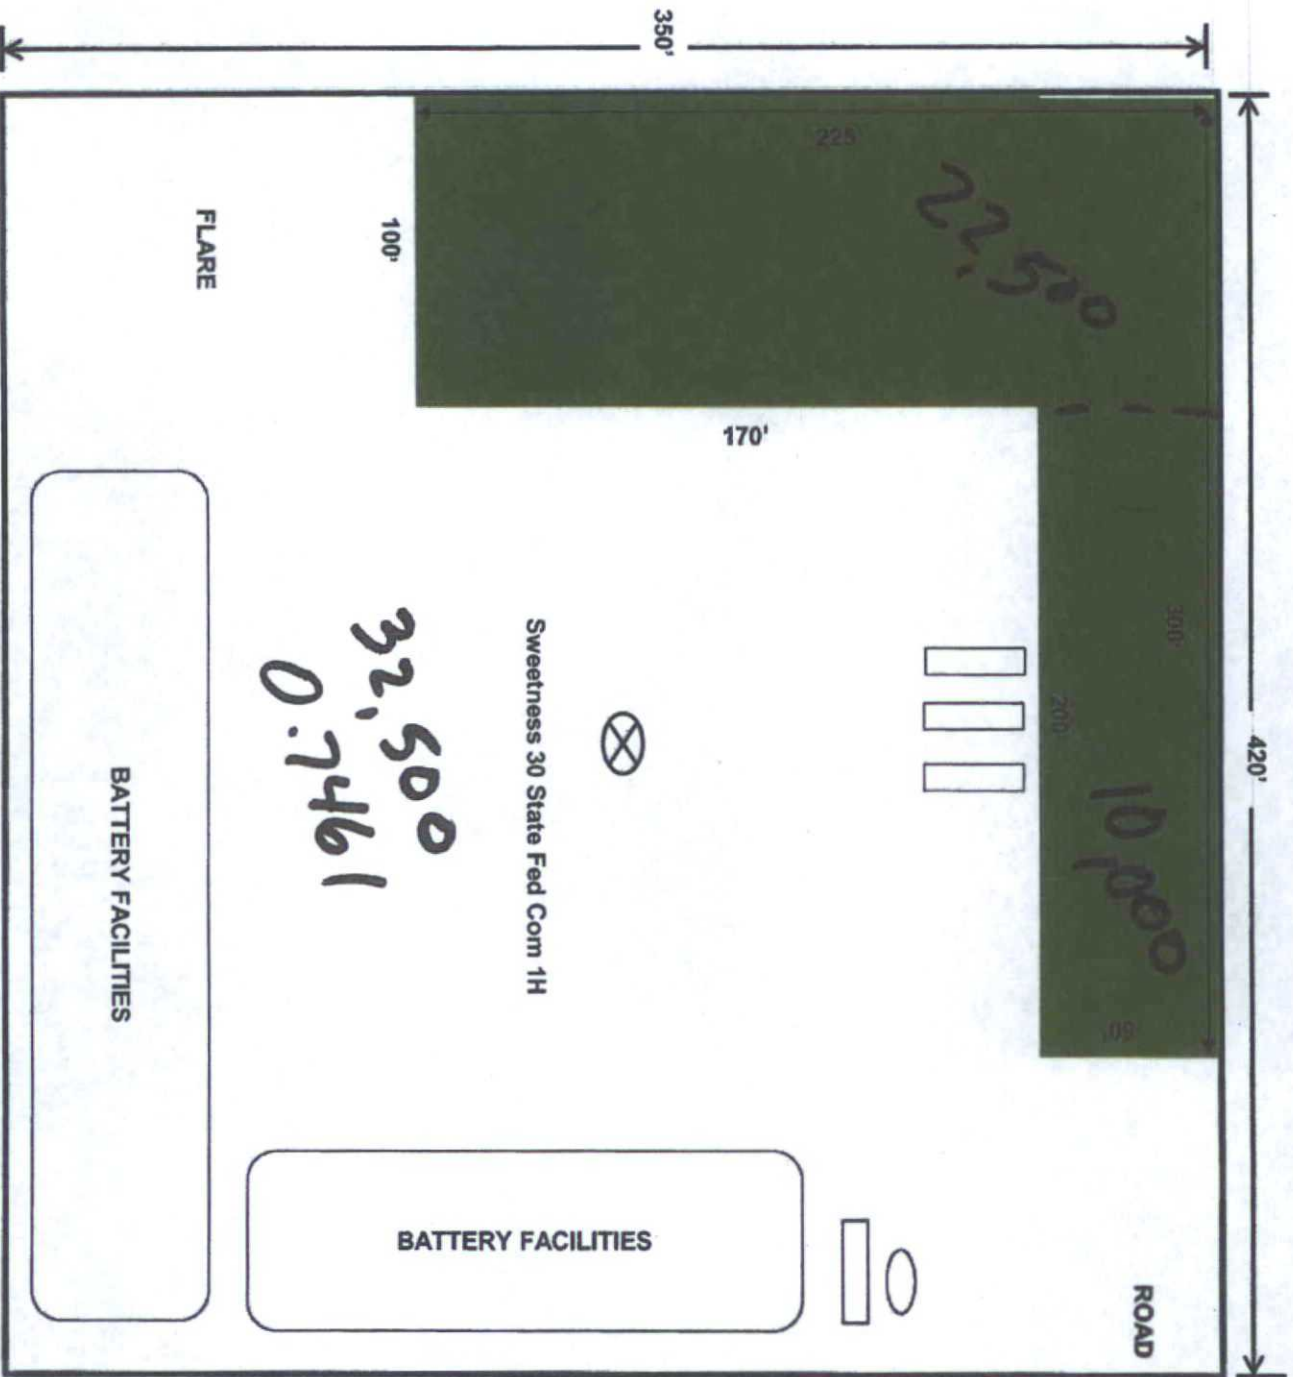 350'
420'
225
22,500
300'
200'
10,000
ROAD
100'
170'
FLARE
Sweetness 30 State Fed Com 1H
32,500
0.7461
BATTERY FACILITIES
BATTERY FACILITIES